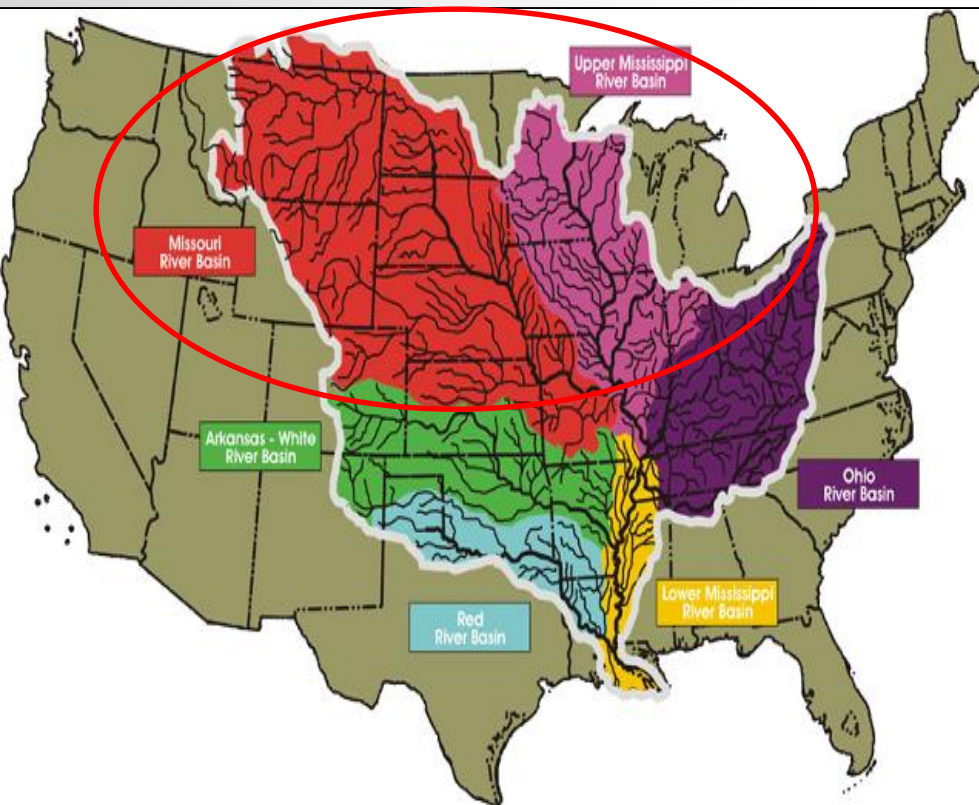 Upper Mississippi
River Basin
Missouri
River Basin
Arkansas - White
River Basin
Ohio
River Basin
Lower Mississippi
River Basin
Red
River Basin